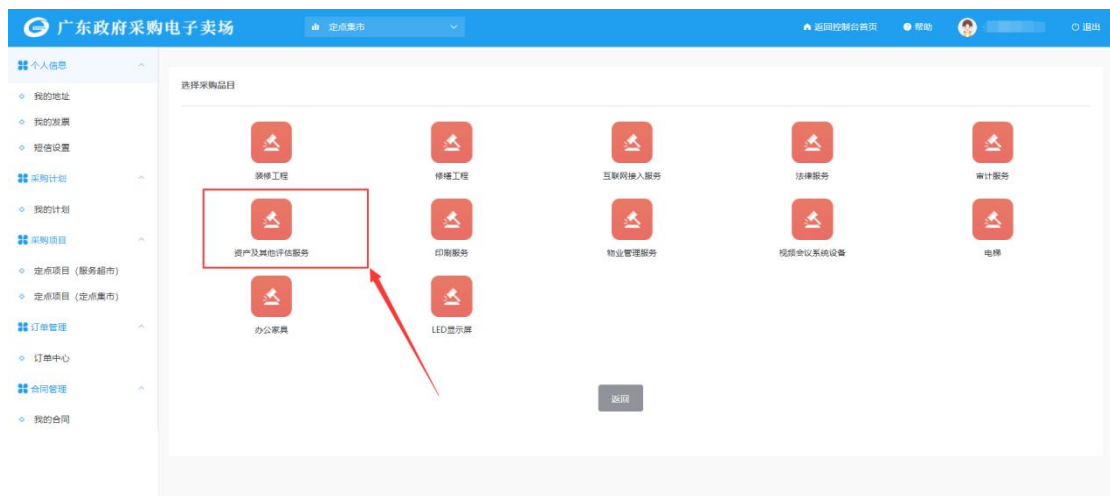 广东政府采购电子卖场
定点集市
返回控制台首页
帮助
退出
个人信息
我的地址
我的发票
短信设置
采购计划
我的计划
采购项目
定点项目（服务超市）
定点项目（定点集市）
订单管理
订单中心
合同管理
我的合同
选择采购品目
装修工程
修缮工程
互联网接入服务
法律服务
审计服务
资产及其他评估服务
印刷服务
物业管理服务
视频会议系统设备
电梯
办公家具
LED显示屏
返回